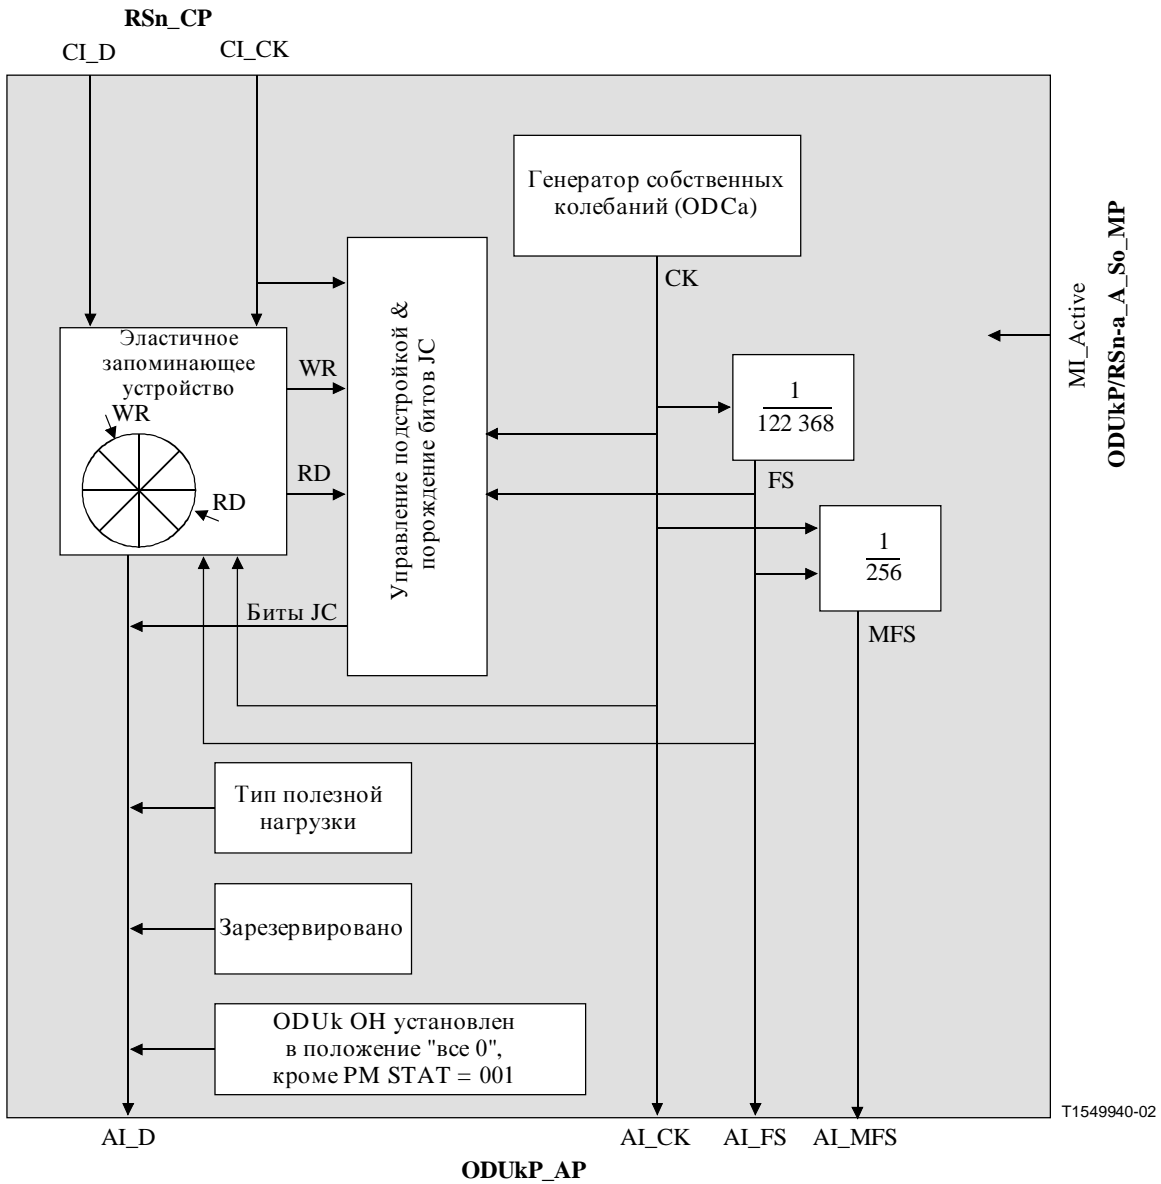 RSn_CP
CI_D
CI_CK
Генератор собственных
колебаний (ODCa)
CK
MI_Active
ODUkP/RSn-a_A_So_MP
Эластичное
запоминающее
устройство
WR
RD
WR
RD
Управление подстройкой &
порождение битов JC
1
122 368
FS
1
256
MFS
Биты JC
Тип полезной
нагрузки
Зарезервировано
ODUk OH установлен
в положение "все 0",
кроме PM STAT = 001
T1549940-02
AI_D
AI_CK
AI_FS
AI_MFS
ODUkP_AP